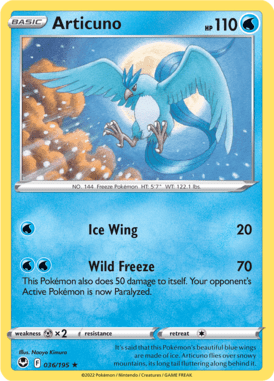 BASIC Articuno HP 110
NO. 144 Freeze Pokémon HT: 5'7" WT: 122.1 lbs.
Ice Wing 20
Wild Freeze 70
This Pokémon also does 50 damage to itself. Your opponent's
Active Pokémon is now Paralyzed.
weakness ×2 resistance retreat
Illus. Naoyo Kimura
F 036/195 ★
It's said that this Pokémon's beautiful blue wings
are made of ice. Articuno flies over snowy
mountains, its long tail fluttering along behind it.
©2022 Pokémon / Nintendo / Creatures / GAME FREAK